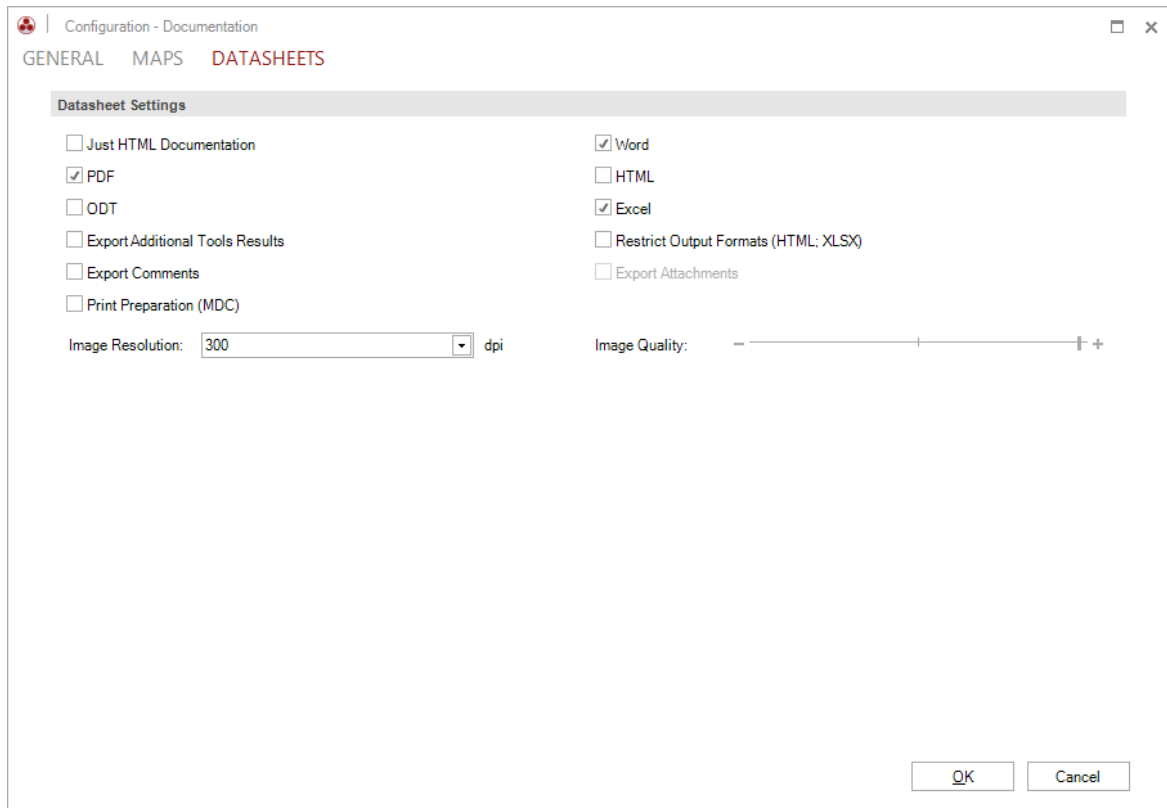 Configuration - Documentation
GENERAL MAPS DATASHEETS
Datasheet Settings
Just HTML Documentation Word
PDF HTML
ODT Excel
Export Additional Tools Results Restrict Output Formats (HTML; XLSX)
Export Comments Export Attachments
Print Preparation (MDC)
Image Resolution: 300 dpi Image Quality:
OK Cancel